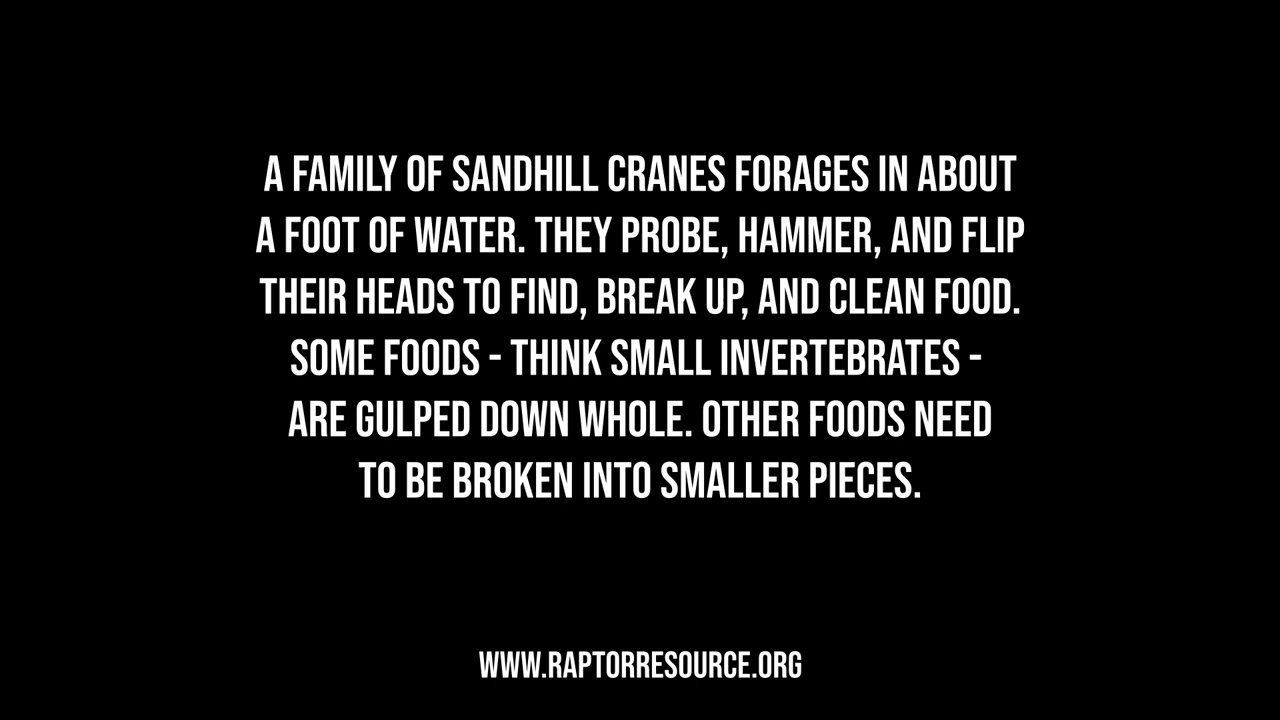 A FAMILY OF SANDHILL CRANES FORAGES IN ABOUT
A FOOT OF WATER. THEY PROBE, HAMMER, AND FLIP
THEIR HEADS TO FIND, BREAK UP, AND CLEAN FOOD.
SOME FOODS - THINK SMALL INVERTEBRATES -
ARE GULPED DOWN WHOLE. OTHER FOODS NEED
TO BE BROKEN INTO SMALLER PIECES.
WWW.RAPTORRESOURCE.ORG